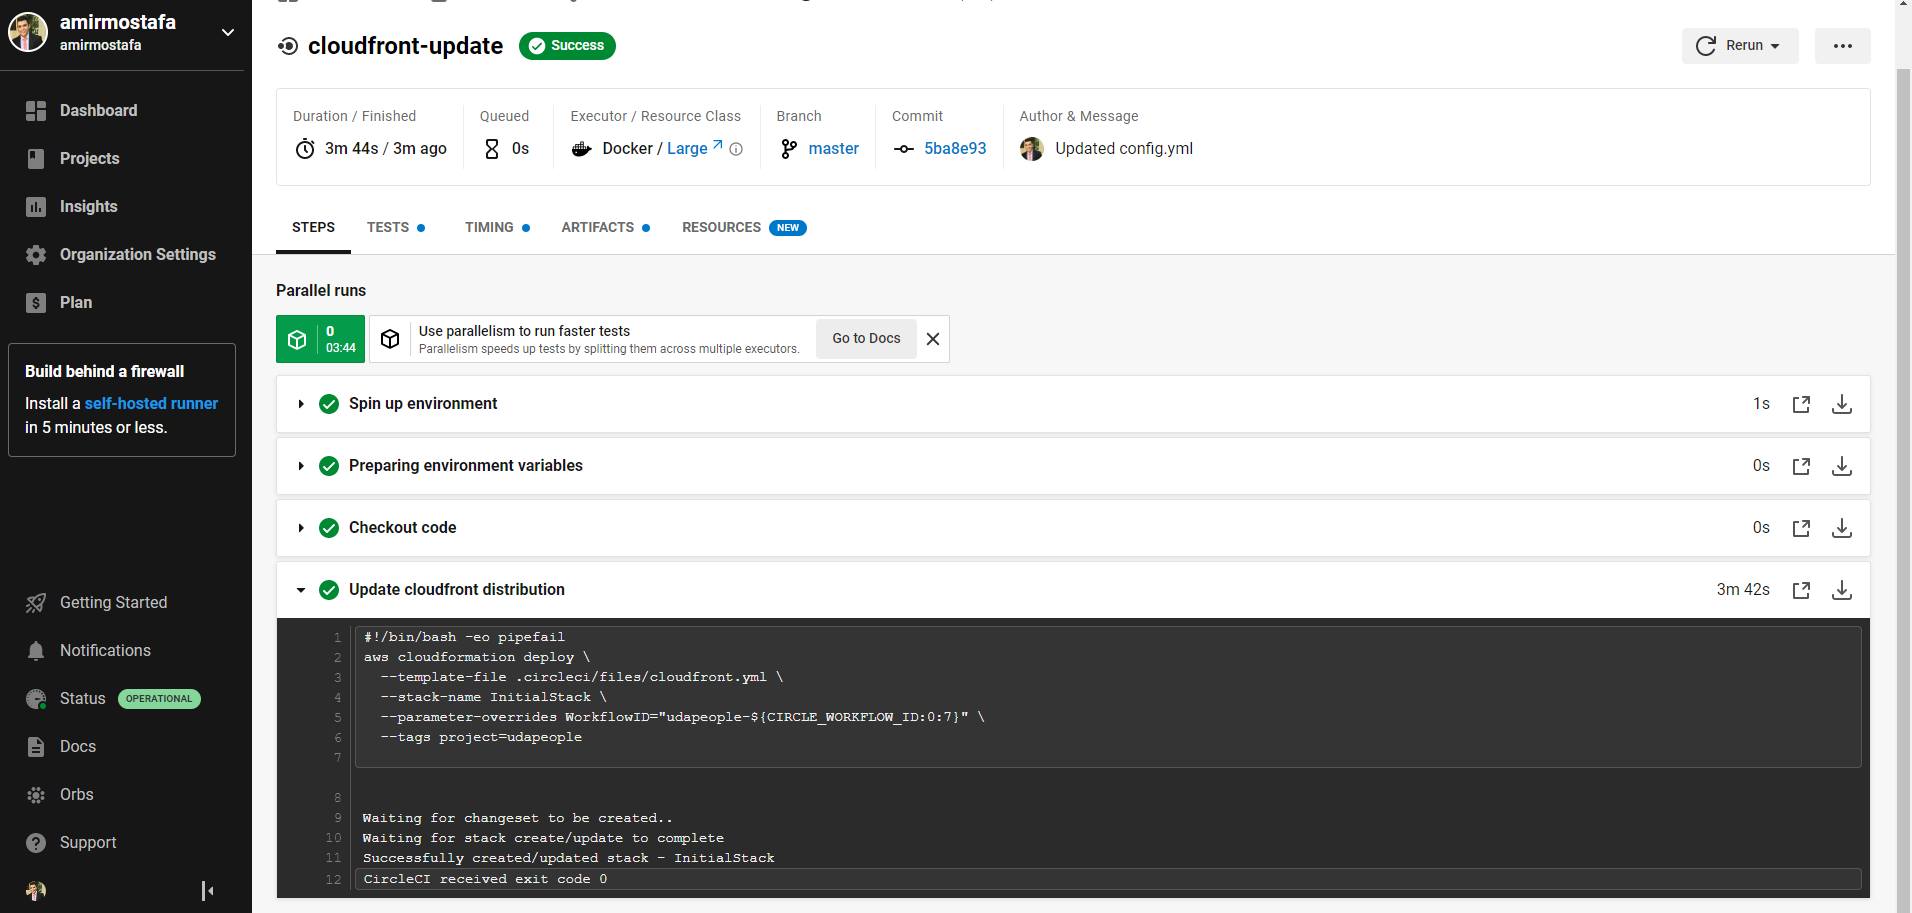 amirmostafa
amirmostafa
Dashboard
Projects
Insights
Organization Settings
$ Plan
Build behind a firewall
Install a self-hosted runner
in 5 minutes or less.
Getting Started
Notifications
Status OPERATIONAL
Docs
Orbs
? Support
cloudfront-update Success
Rerun
Duration / Finished
3m 44s / 3m ago
Queued
0s
Executor / Resource Class
Docker / Large
Branch
master
Commit
5ba8e93
Author & Message
Updated config.yml
STEPS TESTS TIMING ARTIFACTS RESOURCES NEW
Parallel runs
0
03:44
Use parallelism to run faster tests
Parallelism speeds up tests by splitting them across multiple executors.
Go to Docs
Spin up environment 1s
Preparing environment variables 0s
Checkout code 0s
Update cloudfront distribution 3m 42s
1 #!/bin/bash -eo pipefail
2 aws cloudformation deploy \
3 --template-file .circleci/files/cloudfront.yml \
4 --stack-name InitialStack \
5 --parameter-overrides WorkflowID="udapeople-${CIRCLE_WORKFLOW_ID:0:7}" \
6 --tags project=udapeople
7
8
9 Waiting for changeset to be created..
10 Waiting for stack create/update to complete
11 Successfully created/updated stack - InitialStack
12 CircleCI received exit code 0